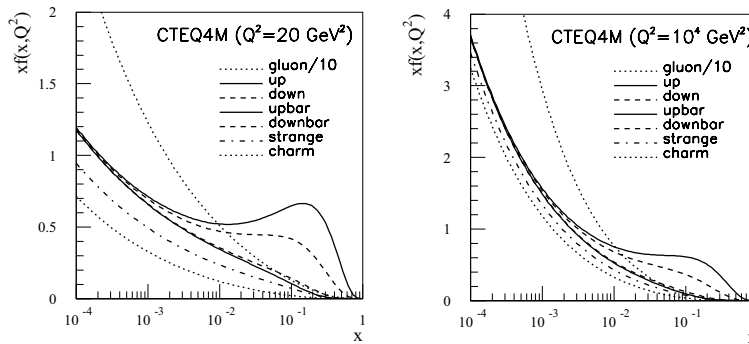 xf(x,Q²)
CTEQ4M (Q²=20 GeV²)
gluon/10
up
down
upbar
downbar
strange
charm
2
1.5
1
0.5
0
10⁻⁴ 10⁻³ 10⁻² 10⁻¹ 1
x
xf(x,Q²)
CTEQ4M (Q²=10⁴ GeV²)
gluon/10
up
down
upbar
downbar
strange
charm
4
3
2
1
0
10⁻⁴ 10⁻³ 10⁻² 10⁻¹